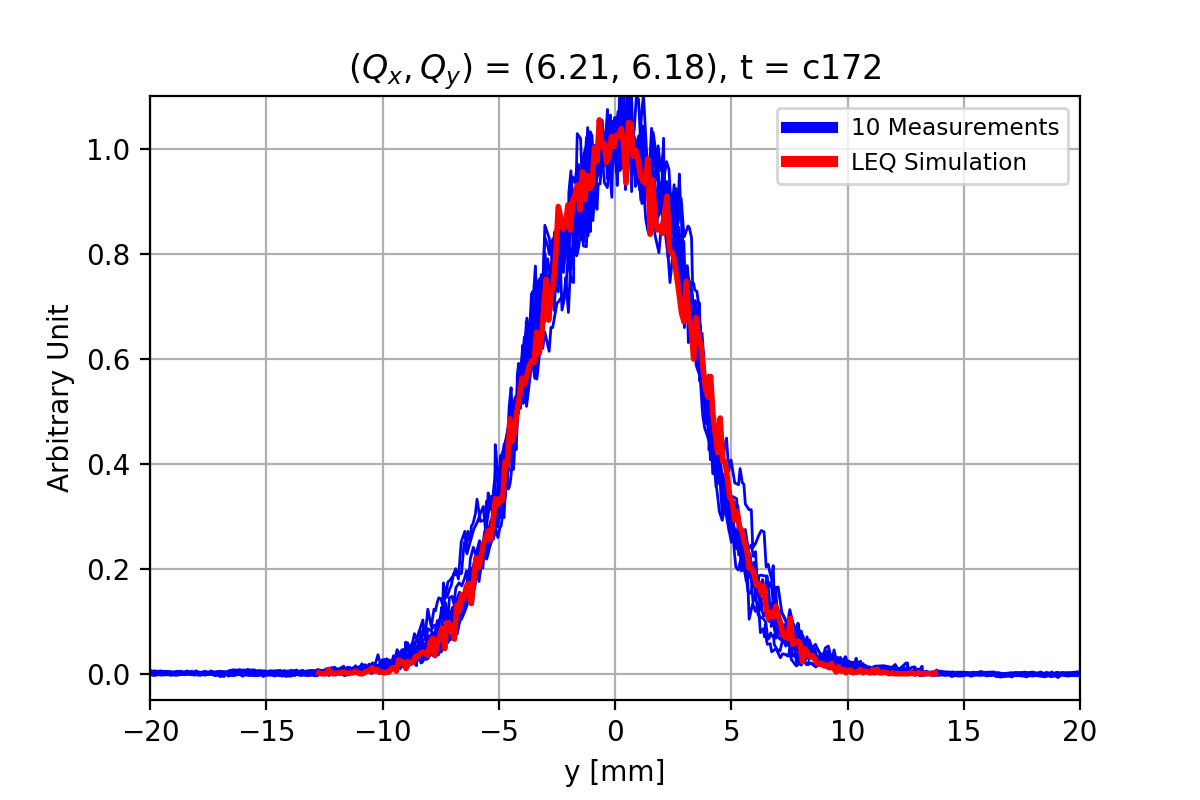 (Qx, Qy) = (6.21, 6.18), t = c172
10 Measurements
LEQ Simulation
1.0
0.8
0.6
0.4
0.2
0.0
Arbitrary Unit
−20 −15 −10 −5 0 5 10 15 20
y [mm]